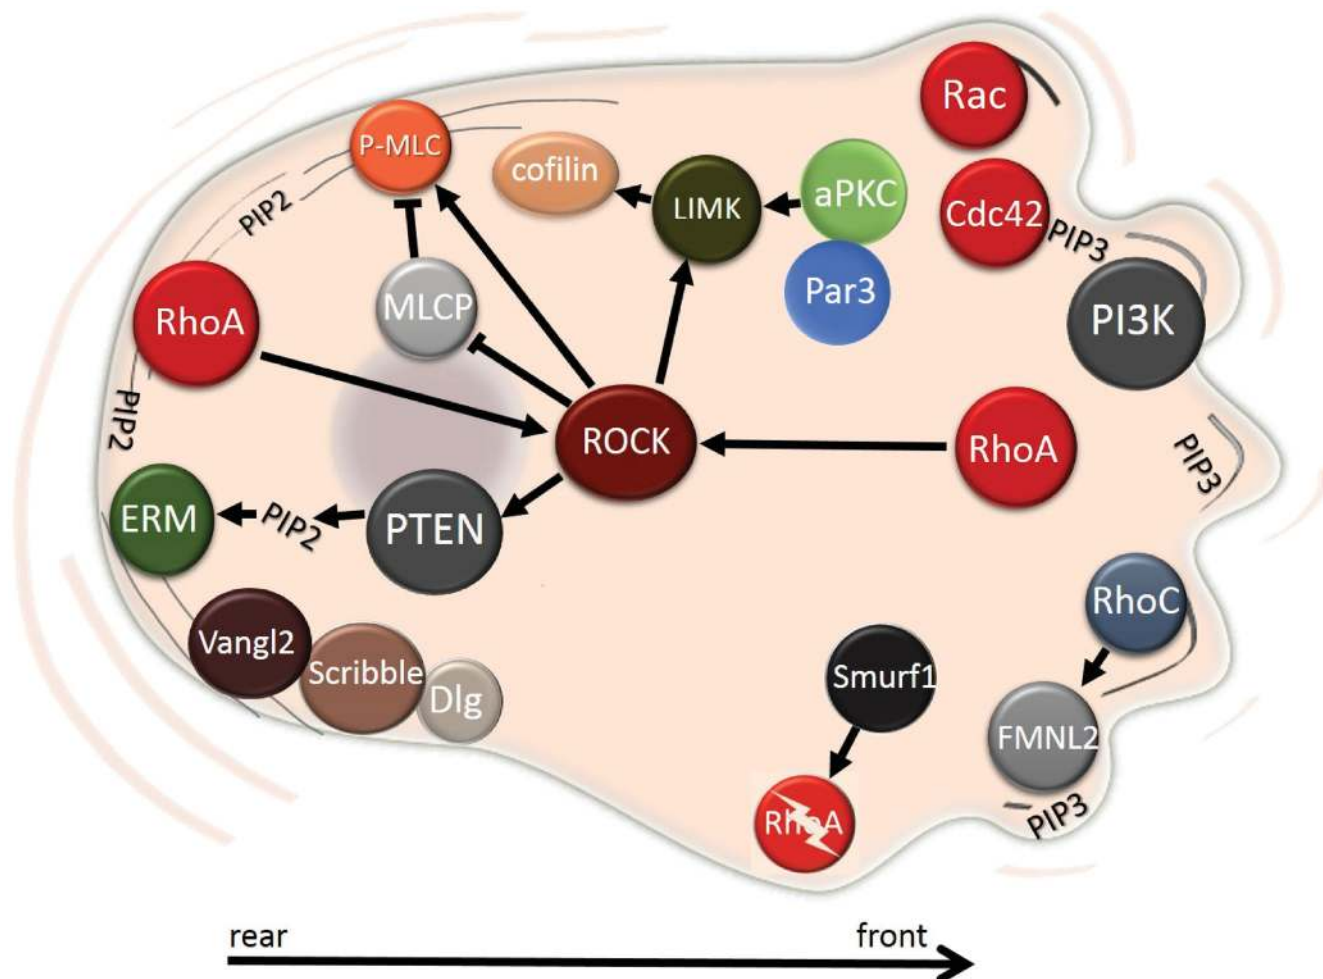 Rac
P-MLC
cofilin
aPKC
LIMK
Cdc42
PIP2
PIP3
Par3
MLCP
RhoA
PI3K
PIP2
ROCK
RhoA
PIP3
ERM
PIP2
PTEN
RhoC
Vangl2
Scribble
Dlg
Smurf1
FMNL2
RhoA
PIP3
rear
front